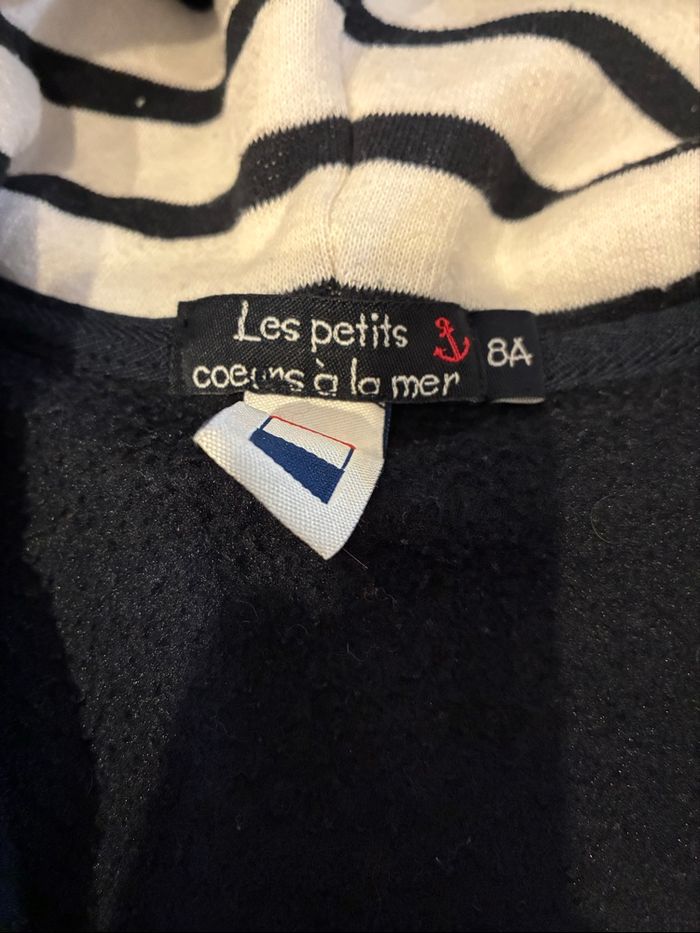 Les petits
coeurs à la mer
8A